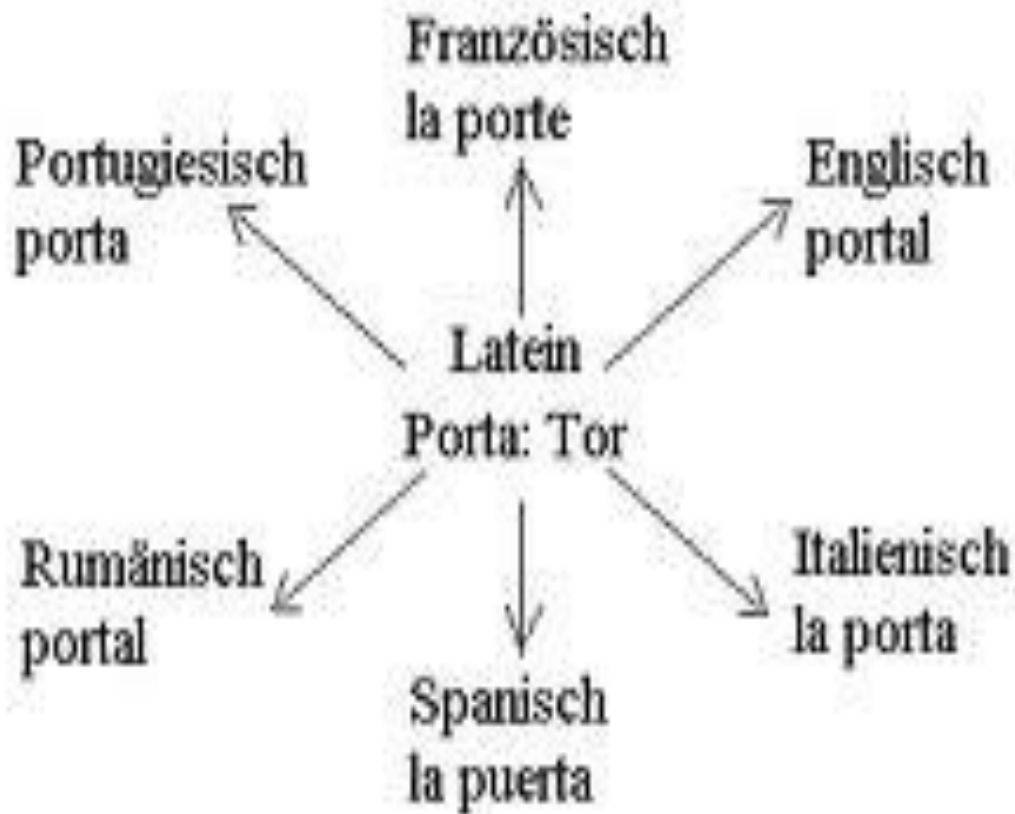 Französisch
la porte
Portugiesisch
porta
Englisch
portal
Latein
Porta: Tor
Rumänisch
portal
Italienisch
la porta
Spanisch
la puerta